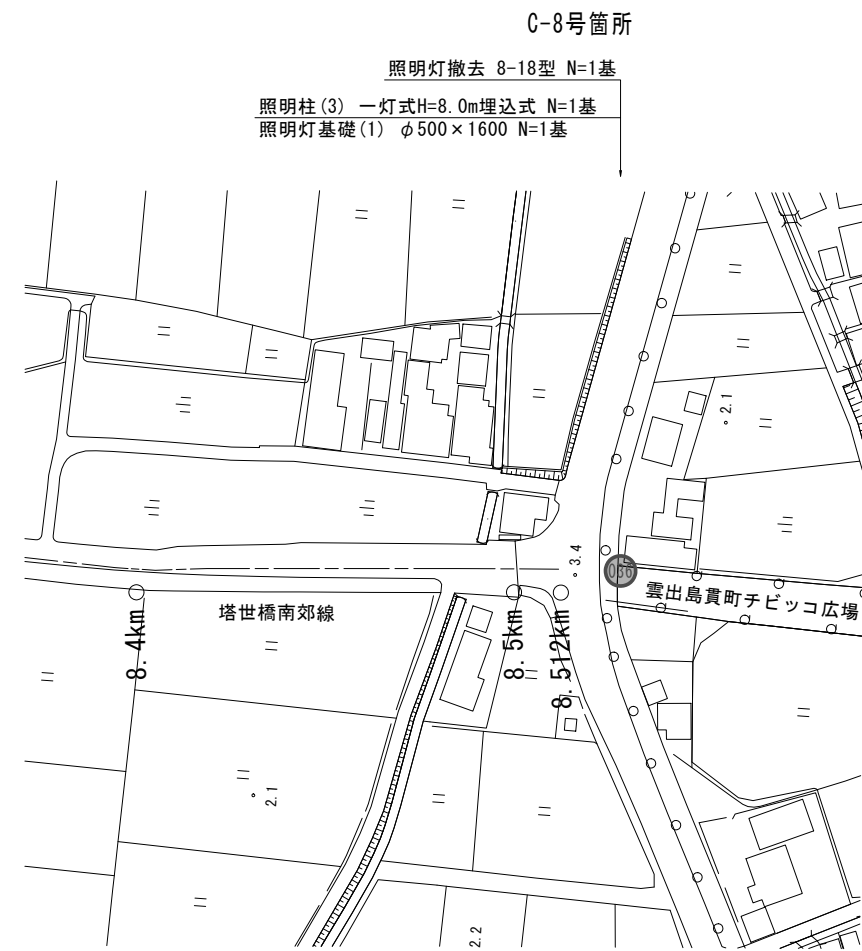 C-8号箇所
照明灯撤去 8-18型 N=1基
照明柱(3) 一灯式H=8.0m埋込式 N=1基
照明灯基礎(1) φ500×1600 N=1基
2.1
3.4
036
雲出島貫町チビッコ広場
塔世橋南郊線
8.4km
8.5km
8.512km
2.1
2.2